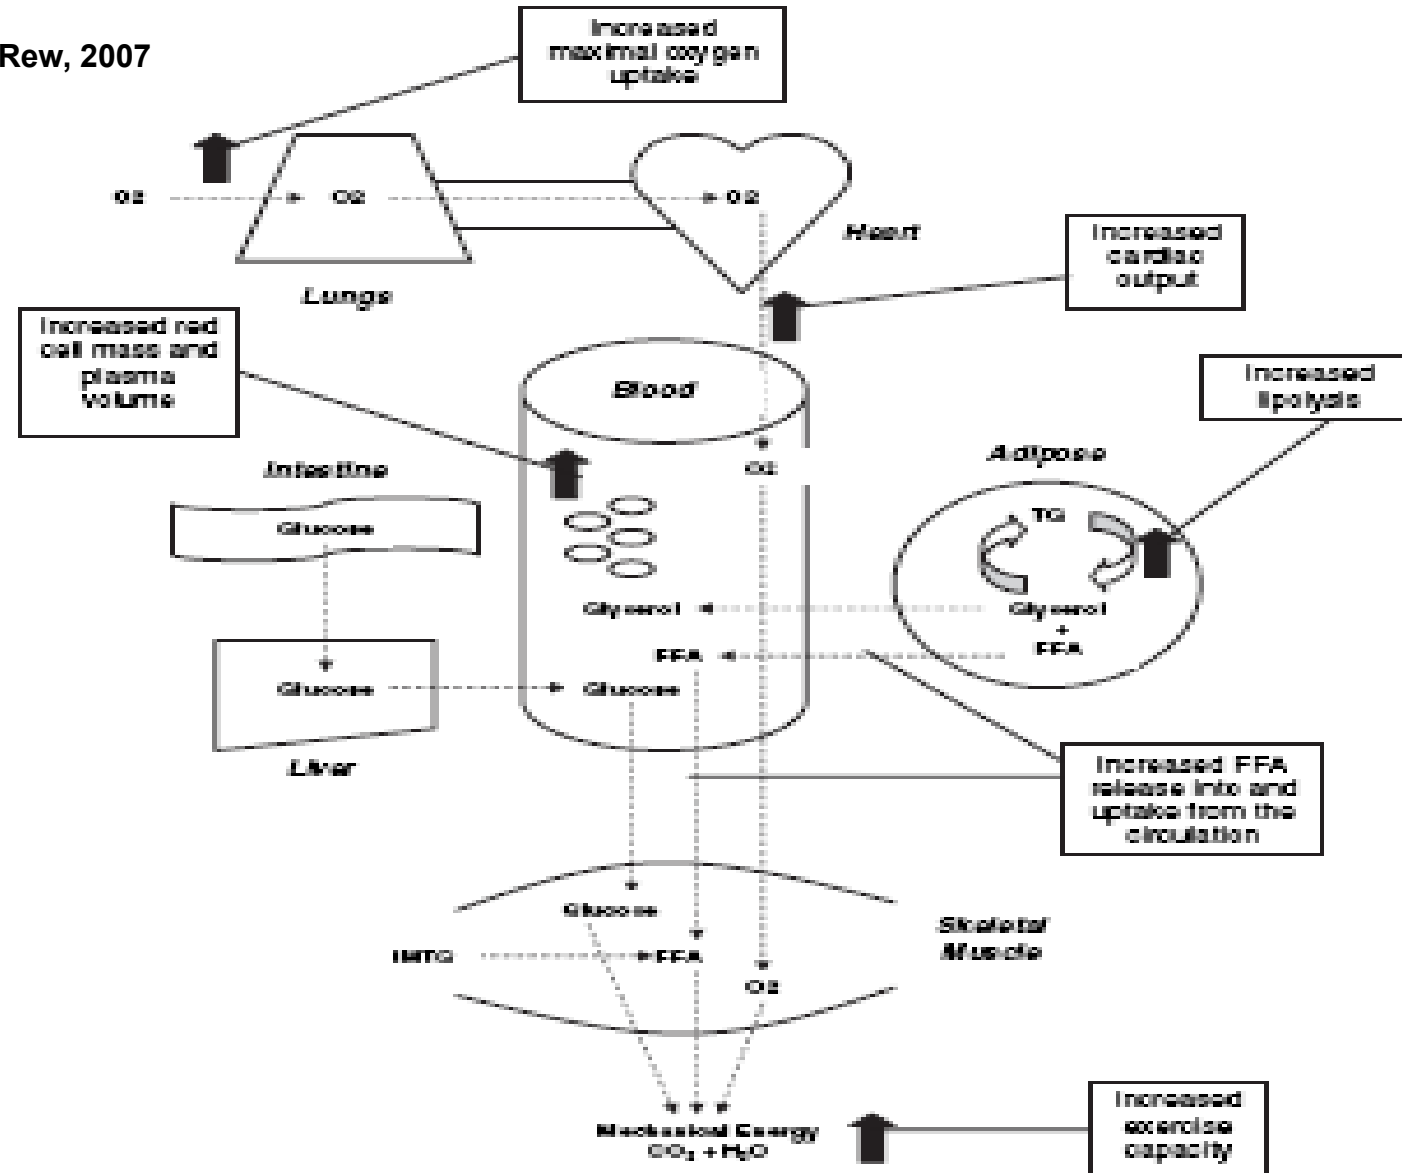 Rew, 2007
Increased
maximal oxygen
uptake
O2
O2
O2
Heart
Lungs
Increased
cardiac
output
Increased red
cell mass and
plasma
volume
Blood
Increased
lipolysis
Intestine
O2
Adipose
Glucose
TG
Glycerol
Glycerol
+
FFA
FFA
Glucose
Glucose
Liver
Increased FFA
release into and
uptake from the
circulation
Glucose
Skeletal
Muscle
IMTG
FFA
O2
Mechanical Energy
CO2 + H2O
Increased
exercise
capacity